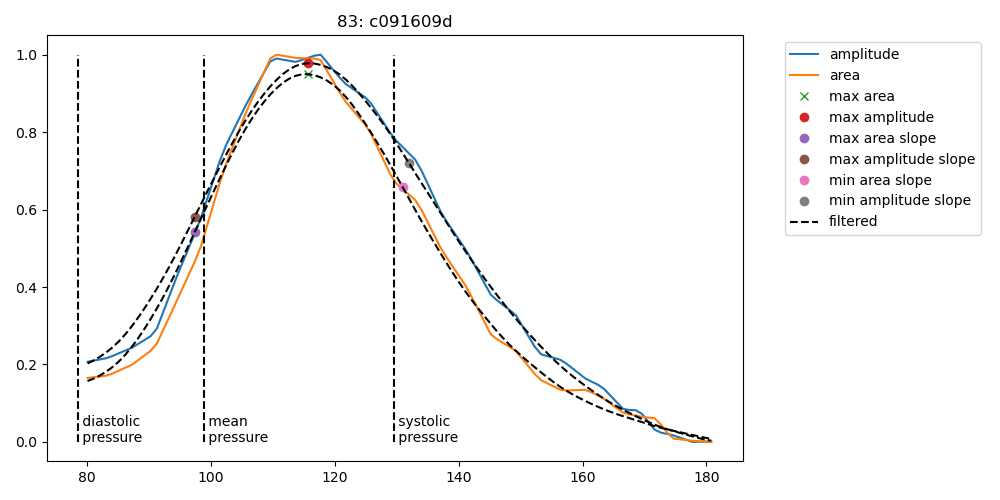 83: c091609d
1.0
0.8
0.6
0.4
0.2
0.0
diastolic
pressure
mean
pressure
systolic
pressure
80
100
120
140
160
180
amplitude
area
max area
max amplitude
max area slope
max amplitude slope
min area slope
min amplitude slope
filtered